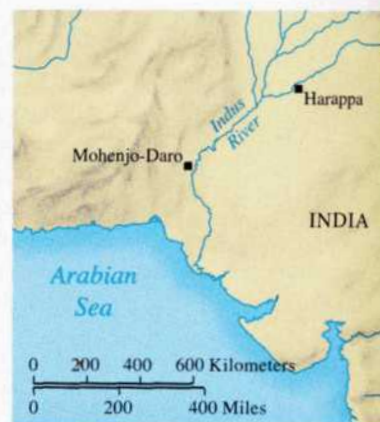 Harappa
Indus
River
Mohenjo-Daro
INDIA
Arabian
Sea
0 200 400 600 Kilometers
0 200 400 Miles